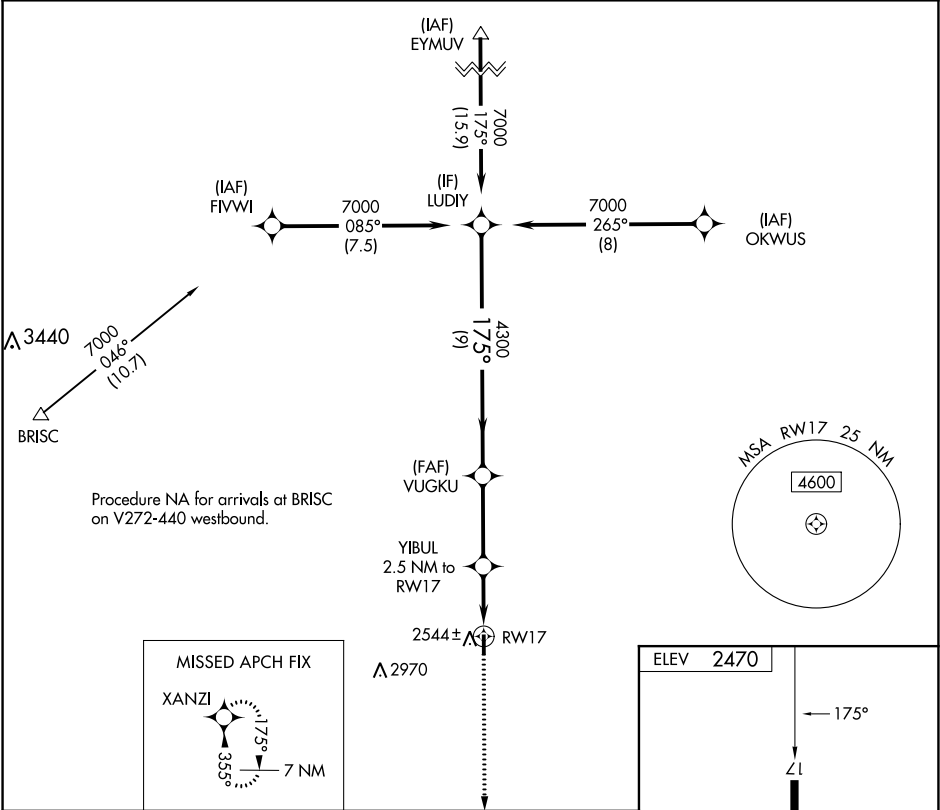 (IAF)
EYMUV
7000
175°
(15.9)
(IAF)
FIVWI
7000
085°
(7.5)
(IF)
LUDIY
7000
265°
(8)
(IAF)
OKWUS
3440
7000
046°
(10.7)
BRISC
4300
175°
(9)
Procedure NA for arrivals at BRISC
on V272-440 westbound.
(FAF)
VUGKU
MSA RW17 25 NM
4600
YIBUL
2.5 NM to
RW17
2544± RW17
2970
MISSED APCH FIX
XANZI
175°
355°
7 NM
ELEV 2470
175°
17